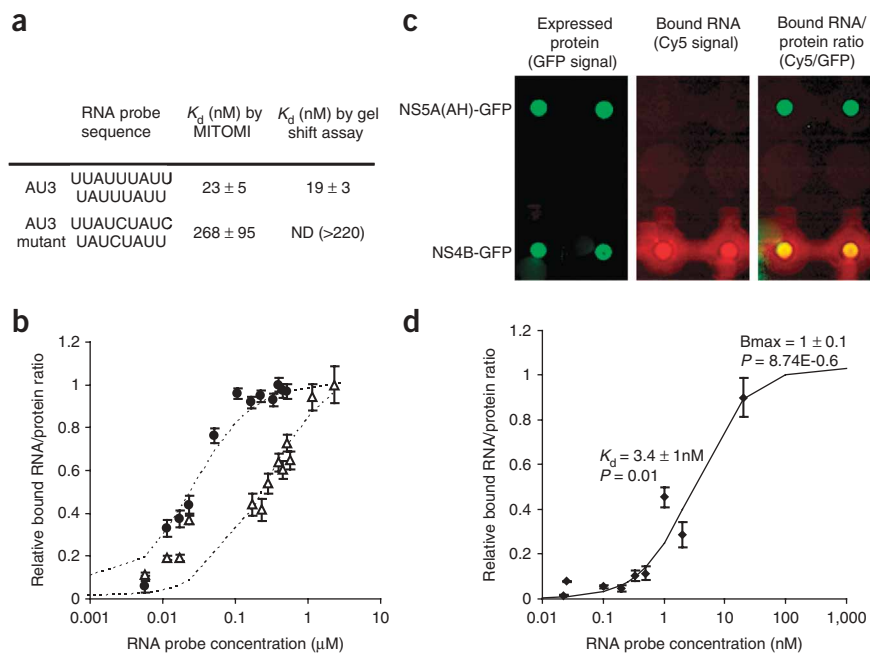 a
RNA probe sequence
Kd (nM) by MITOMI
Kd (nM) by gel shift assay
AU3
UUAUUUAUU
UAUUUAUU
23 ± 5
19 ± 3
AU3 mutant
UUAUCUAUC
UAUCUAUU
268 ± 95
ND (>220)
b
Relative bound RNA/protein ratio
1.2
1
0.8
0.6
0.4
0.2
0
0.001
0.01
0.1
1
10
RNA probe concentration (μM)
c
Expressed protein (GFP signal)
Bound RNA (Cy5 signal)
Bound RNA/ protein ratio (Cy5/GFP)
NS5A(AH)-GFP
NS4B-GFP
d
Relative bound RNA/protein ratio
1.2
1
0.8
0.6
0.4
0.2
0
Bmax = 1 ± 0.1
P = 8.74E-0.6
Kd = 3.4 ± 1nM
P = 0.01
0.01
0.1
1
10
100
1,000
RNA probe concentration (nM)